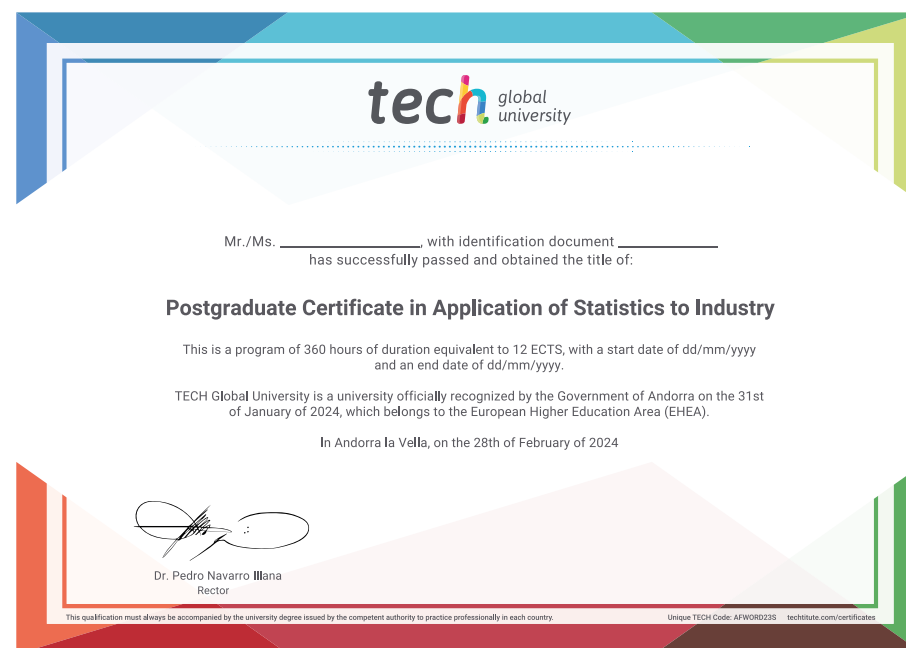 tech global university
Mr./Ms. ____________, with identification document ____________
has successfully passed and obtained the title of:
Postgraduate Certificate in Application of Statistics to Industry
This is a program of 360 hours of duration equivalent to 12 ECTS, with a start date of dd/mm/yyyy
and an end date of dd/mm/yyyy.
TECH Global University is a university officially recognized by the Government of Andorra on the 31st
of January of 2024, which belongs to the European Higher Education Area (EHEA).
In Andorra la Vella, on the 28th of February of 2024
Dr. Pedro Navarro Illana
Rector
This qualification must always be accompanied by the university degree issued by the competent authority to practice professionally in each country.
Unique TECH Code: AFWORD23S techtitute.com/certificates